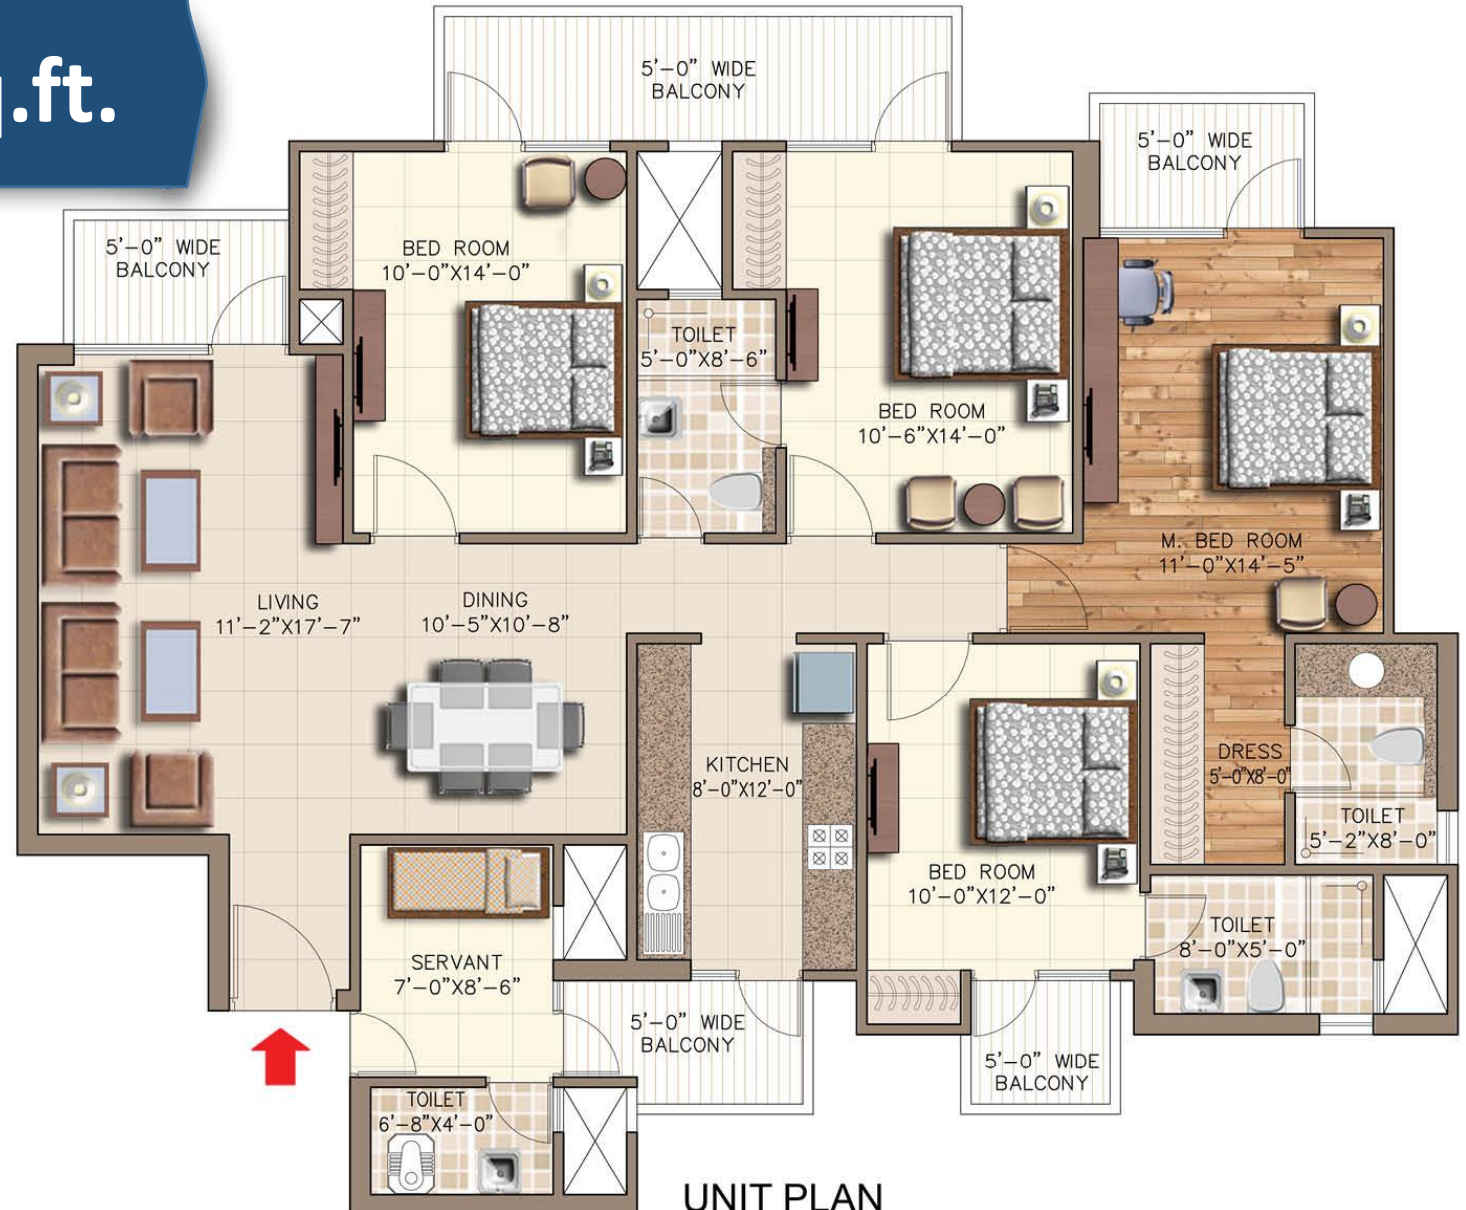 5'-0" WIDE
BALCONY
5'-0" WIDE
BALCONY
5'-0" WIDE
BALCONY
BED ROOM
10'-0"X14'-0"
TOILET
5'-0"X8'-6"
BED ROOM
10'-6"X14'-0"
M. BED ROOM
11'-0"X14'-5"
LIVING
11'-2"X17'-7"
DINING
10'-5"X10'-8"
KITCHEN
8'-0"X12'-0"
DRESS
5'-0"X8'-0"
TOILET
5'-2"X8'-0"
BED ROOM
10'-0"X12'-0"
TOILET
8'-0"X5'-0"
SERVANT
7'-0"X8'-6"
5'-0" WIDE
BALCONY
5'-0" WIDE
BALCONY
TOILET
6'-8"X4'-0"
UNIT PLAN